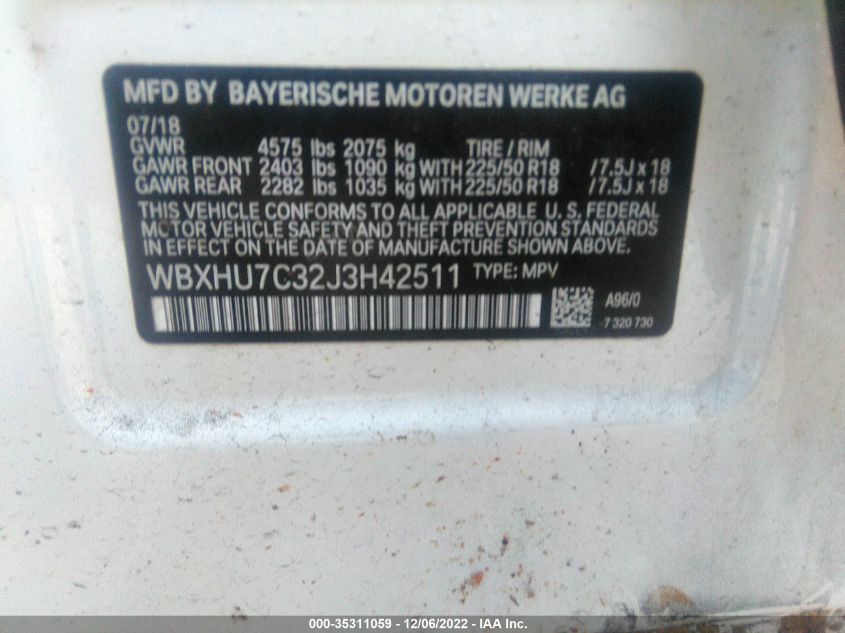 MFD BY BAYERISCHE MOTOREN WERKE AG
07/18
GVWR 4575 lbs 2075 kg TIRE / RIM
GAWR FRONT 2403 lbs 1090 kg WITH 225/50 R18 /7.5J x 18
GAWR REAR 2282 lbs 1035 kg WITH 225/50 R18 /7.5J x 18
THIS VEHICLE CONFORMS TO ALL APPLICABLE U. S. FEDERAL
MOTOR VEHICLE SAFETY AND THEFT PREVENTION STANDARDS
IN EFFECT ON THE DATE OF MANUFACTURE SHOWN ABOVE.
WBXHU7C32J3H42511 TYPE: MPV
A96/0
7 320 730
000-35311059 - 12/06/2022 - IAA Inc.